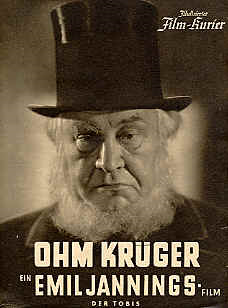 Illustrierter
Film-Kurier
OHM KRÜGER
EIN EMIL JANNINGS-FILM
DER TOBIS